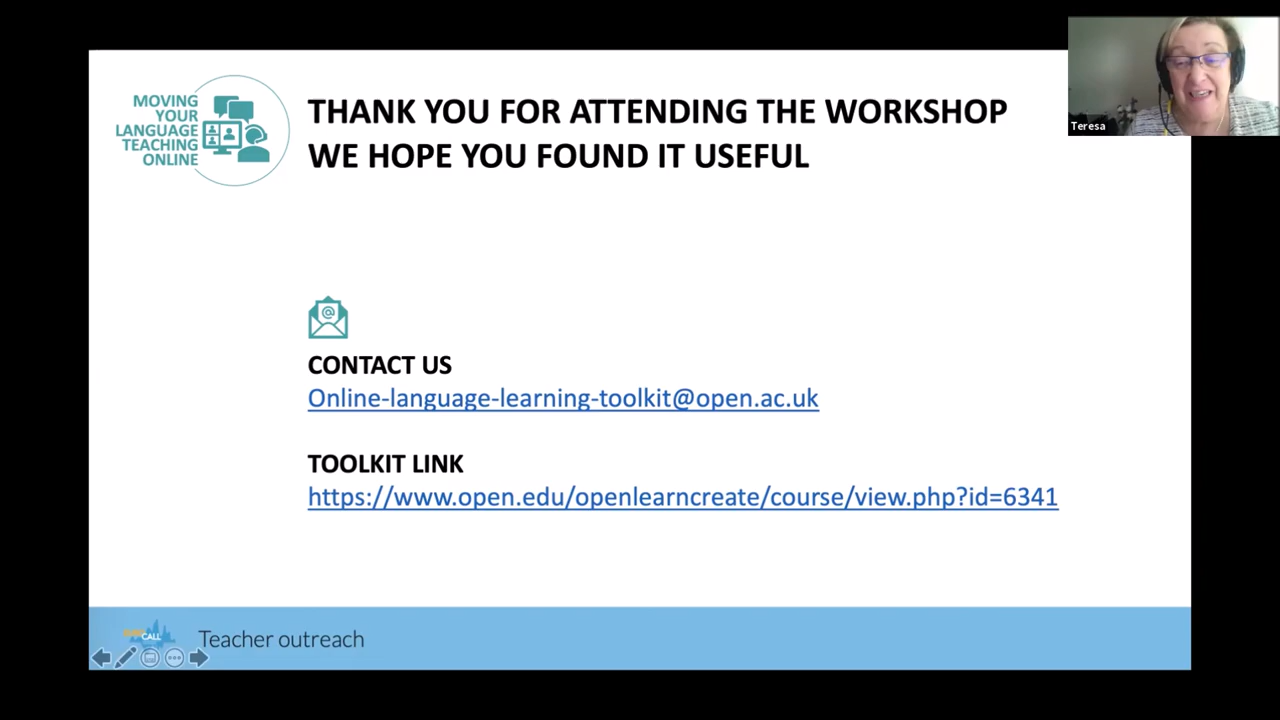 MOVING
YOUR
LANGUAGE
TEACHING
ONLINE
THANK YOU FOR ATTENDING THE WORKSHOP
WE HOPE YOU FOUND IT USEFUL
Teresa
CONTACT US
Online-language-learning-toolkit@open.ac.uk
TOOLKIT LINK
https://www.open.edu/openlearncreate/course/view.php?id=6341
CALL
Teacher outreach